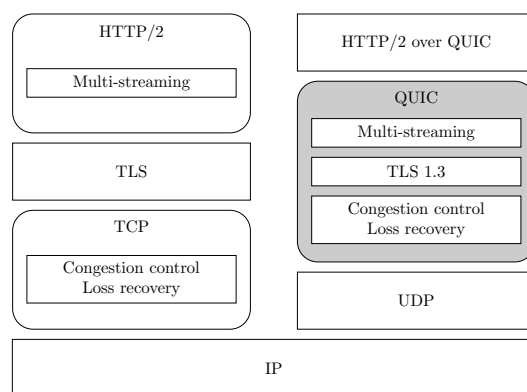 HTTP/2
Multi-streaming
TLS
TCP
Congestion control
Loss recovery
HTTP/2 over QUIC
QUIC
Multi-streaming
TLS 1.3
Congestion control
Loss recovery
UDP
IP